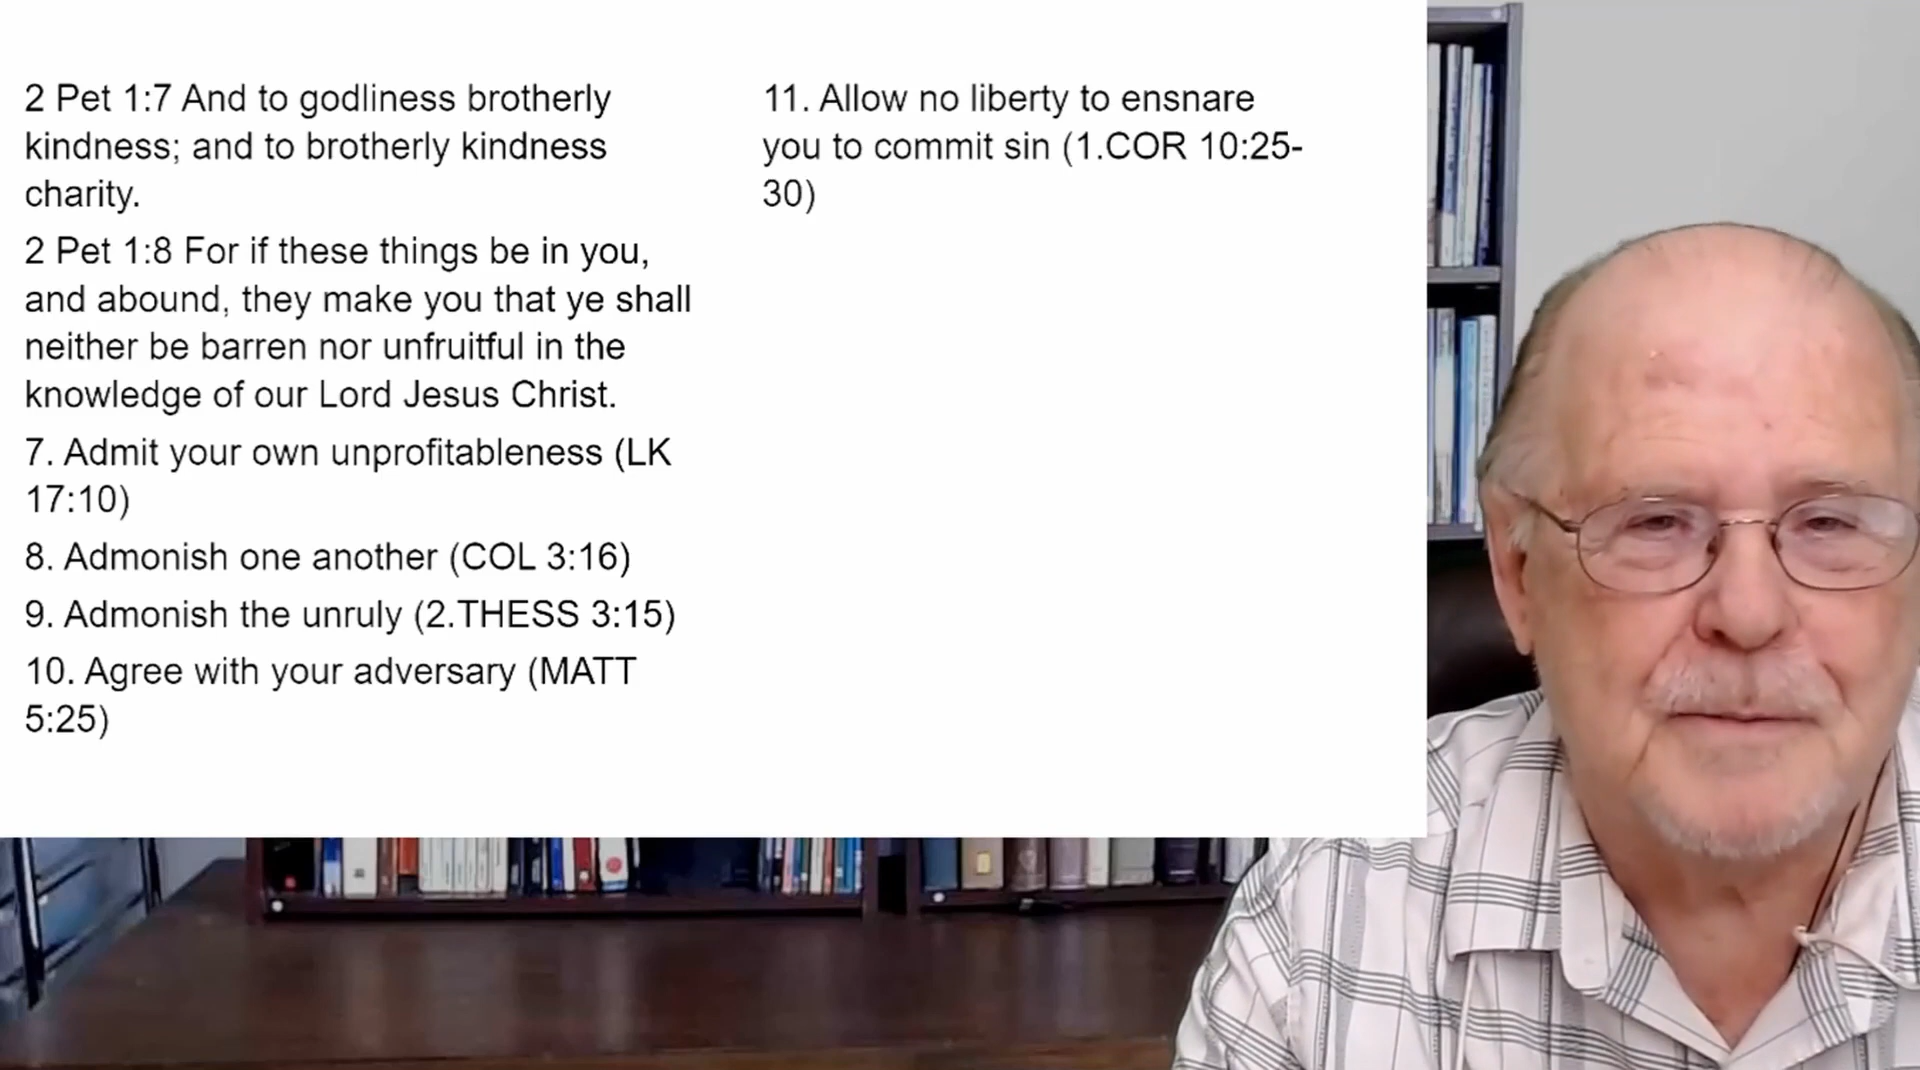 2 Pet 1:7 And to godliness brotherly
kindness; and to brotherly kindness
charity.
2 Pet 1:8 For if these things be in you,
and abound, they make you that ye shall
neither be barren nor unfruitful in the
knowledge of our Lord Jesus Christ.
7. Admit your own unprofitableness (LK
17:10)
8. Admonish one another (COL 3:16)
9. Admonish the unruly (2.THESS 3:15)
10. Agree with your adversary (MATT
5:25)
11. Allow no liberty to ensnare
you to commit sin (1.COR 10:25-
30)